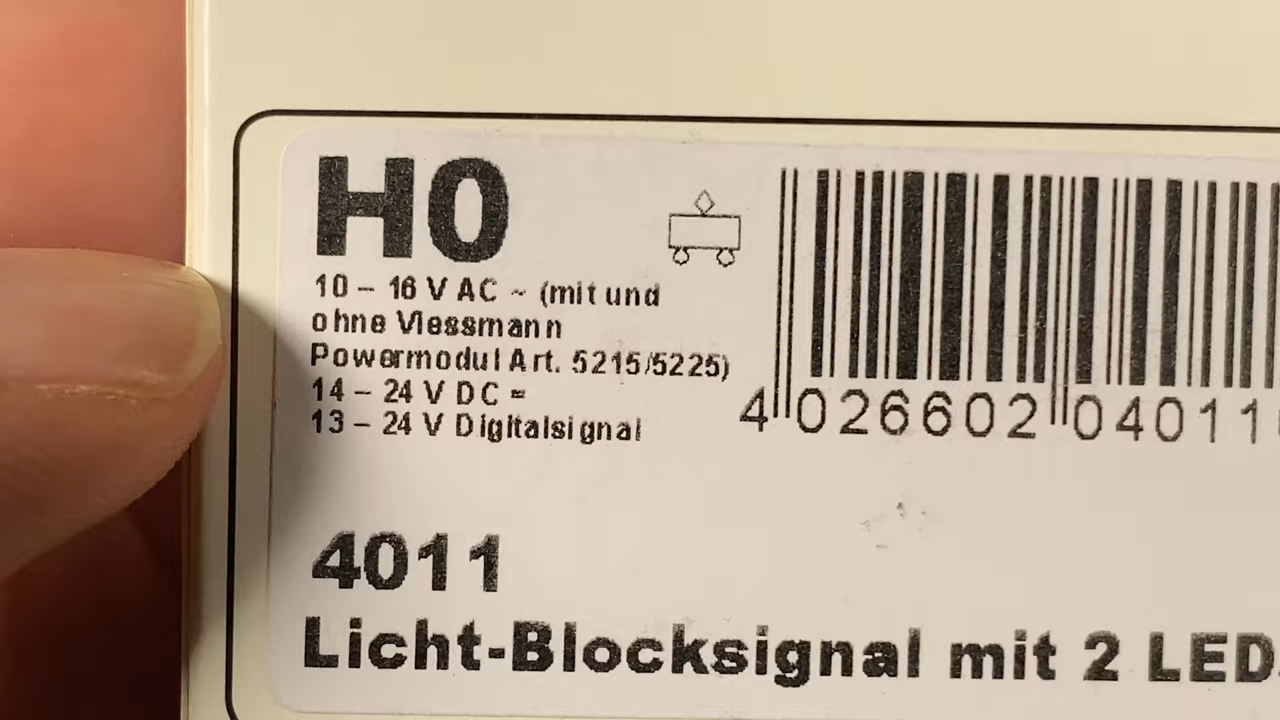 H0
10 – 16 V AC ~ (mit und
ohne Viessmann
Powermodul Art. 5215/5225)
14 – 24 V DC =
13 – 24 V Digitalsignal
4 026602 04011
4011
Licht-Blocksignal mit 2 LED